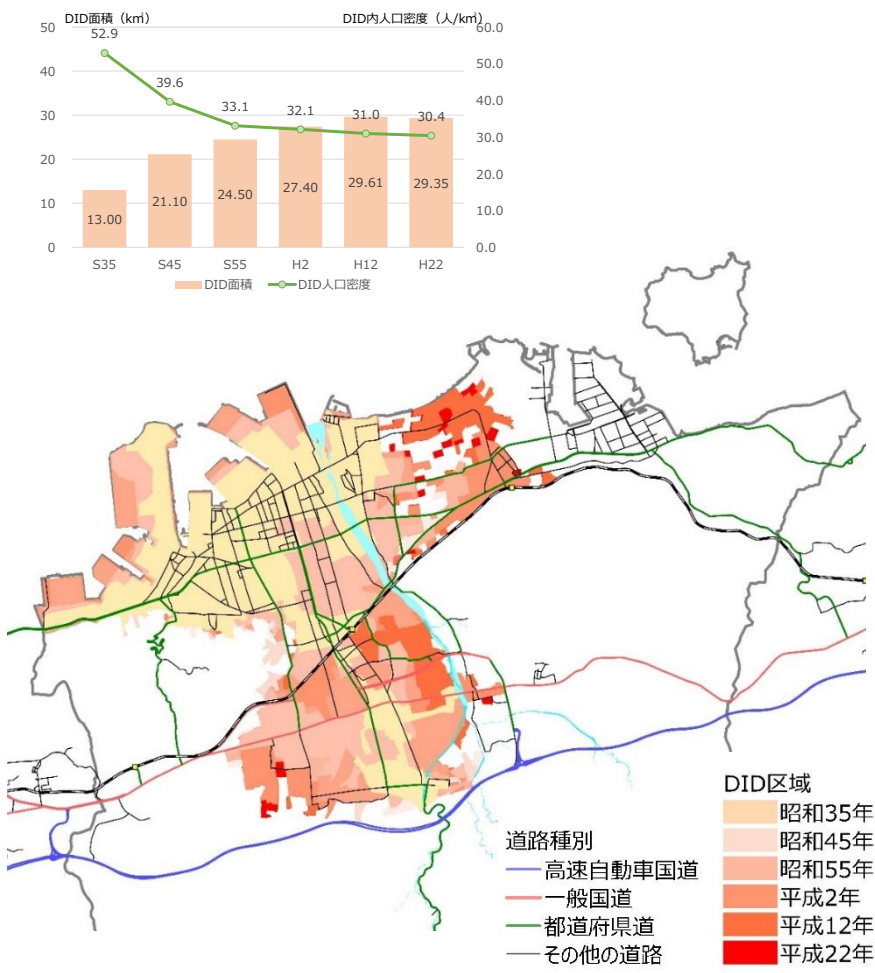 DID面積（㎢） DID内人口密度（人/㎢）
50 60.0
52.9
50.0
40
39.6
40.0
33.1 32.1 31.0 30.4
30 30.0
20 20.0
13.00 21.10 24.50 27.40 29.61 29.35
10 10.0
0 0.0
S35 S45 S55 H2 H12 H22
DID面積 DID人口密度
DID区域
昭和35年
昭和45年
昭和55年
平成2年
平成12年
平成22年
道路種別
高速自動車国道
一般国道
都道府県道
その他の道路